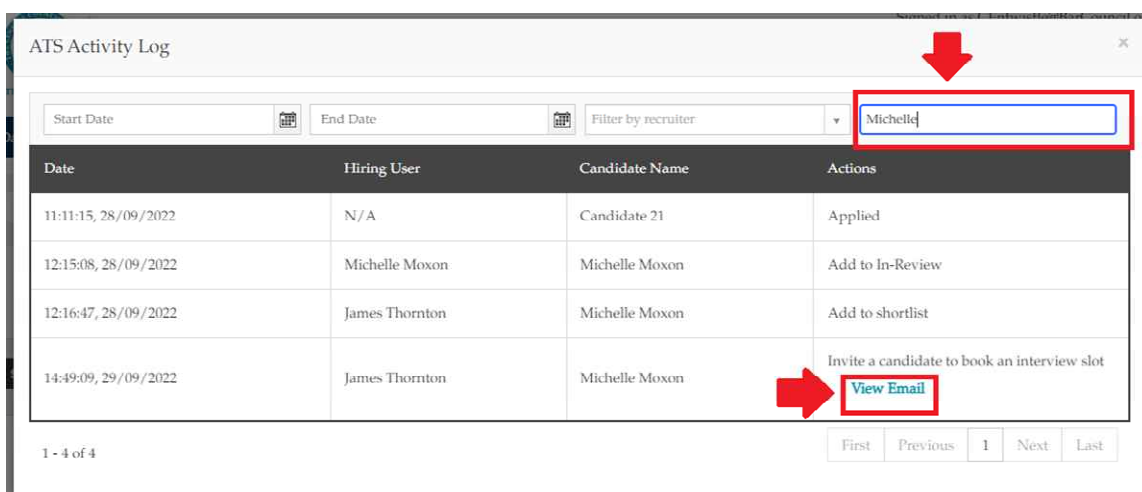 Signed in as
ATS Activity Log
×
Start Date End Date Filter by recruiter Michelle
Date Hiring User Candidate Name Actions
11:11:15, 28/09/2022 N/A Candidate 21 Applied
12:15:08, 28/09/2022 Michelle Moxon Michelle Moxon Add to In-Review
12:16:47, 28/09/2022 James Thornton Michelle Moxon Add to shortlist
14:49:09, 29/09/2022 James Thornton Michelle Moxon Invite a candidate to book an interview slot
View Email
1 - 4 of 4 First Previous 1 Next Last